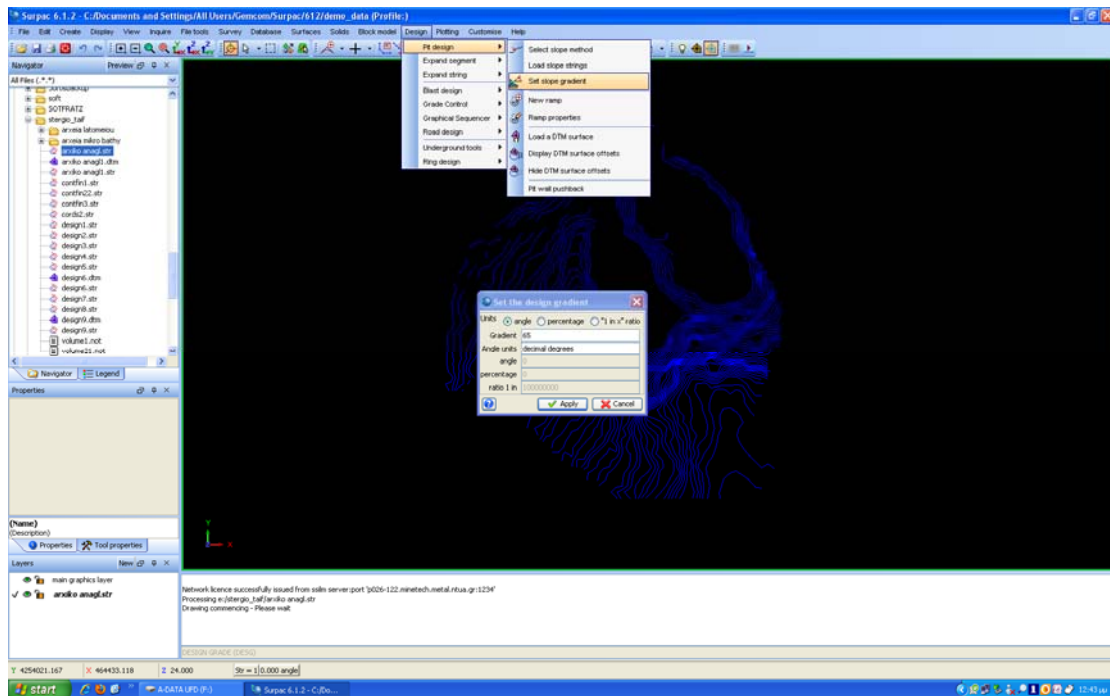 Surpac 6.1.2 - C:/Documents and Settings/All Users/Gemcom/Surpac/612/demo_data (Profile:)
File Edit Create Display View Inquire File tools Survey Database Surfaces Solids Block model Design Plotting Customise Help
Navigator Preview
All Files (*.*)
soft
SOTFRATZ
stergio_taif
arxeia latomeiou
arxeia mikro bathy
arxiko anagl.str
arxiko anagl1.dtm
arxiko anagl1.str
contfin1.str
contfin22.str
contfin3.str
cords2.str
design1.str
design2.str
design3.str
design4.str
design5.str
design6.dtm
design6.str
design7.str
design8.str
design9.dtm
design9.str
volume1.not
volume21.not
Navigator Legend
Properties
(Name)
(Description)
Properties Tool properties
Layers New
main graphics layer
arxiko anagl.str
Pit design
Expand segment
Expand string
Blast design
Grade Control
Graphical Sequencer
Road design
Underground tools
Ring design
Select slope method
Load slope strings
Set slope gradient
New ramp
Ramp properties
Load a DTM surface
Display DTM surface offsets
Hide DTM surface offsets
Pit wall pushback
Set the design gradient
Units angle percentage "1 in x" ratio
Gradient 65
Angle units decimal degrees
angle 0
percentage 0
ratio 1 in 100000000
Apply Cancel
Y
X
Network licence successfully issued from sslm server:port 'p026-122.minetech.metal.ntua.gr:1234'
Processing e:/stergio_taif/arxiko anagl.str
Drawing commencing - Please wait
DESIGN GRADE (DESG)
Y 4254021.167 X 464433.118 Z 24.000 Str = 1 0.000 angle
start A-DATA UFD (F:) Surpac 6.1.2 - C:/Do... 12:43 μμ